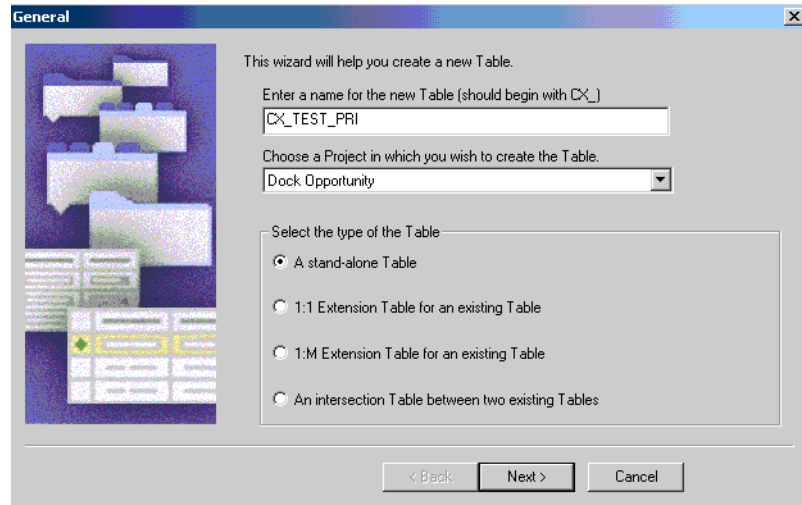 General
This wizard will help you create a new Table.
Enter a name for the new Table (should begin with CX_)
CX_TEST_PRI
Choose a Project in which you wish to create the Table.
Dock Opportunity
Select the type of the Table
A stand-alone Table
1:1 Extension Table for an existing Table
1:M Extension Table for an existing Table
An intersection Table between two existing Tables
< Back
Next >
Cancel